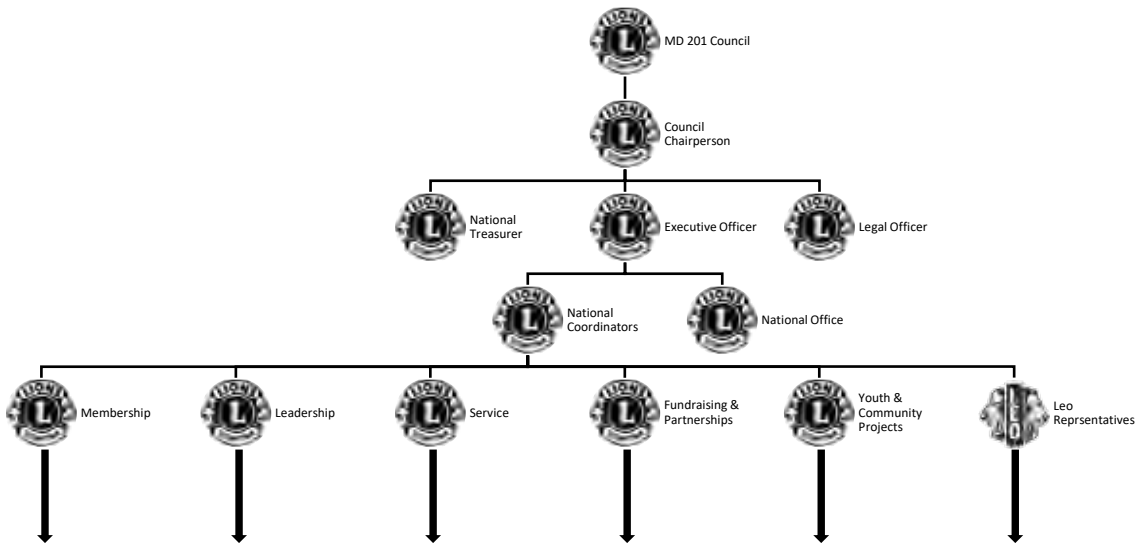 MD 201 Council
Council
Chairperson
National
Treasurer
Executive Officer
Legal Officer
National
Coordinators
National Office
Membership
Leadership
Service
Fundraising &
Partnerships
Youth &
Community
Projects
Leo
Reprsentatives